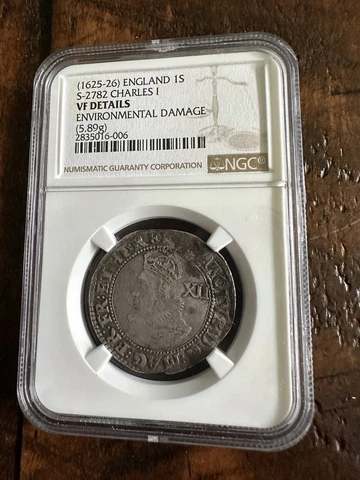 (1625-26) ENGLAND 1S
S-2782 CHARLES I
VF DETAILS
ENVIRONMENTAL DAMAGE
(5.89g)
2835016-006
NUMISMATIC GUARANTY CORPORATION
NGC
XII